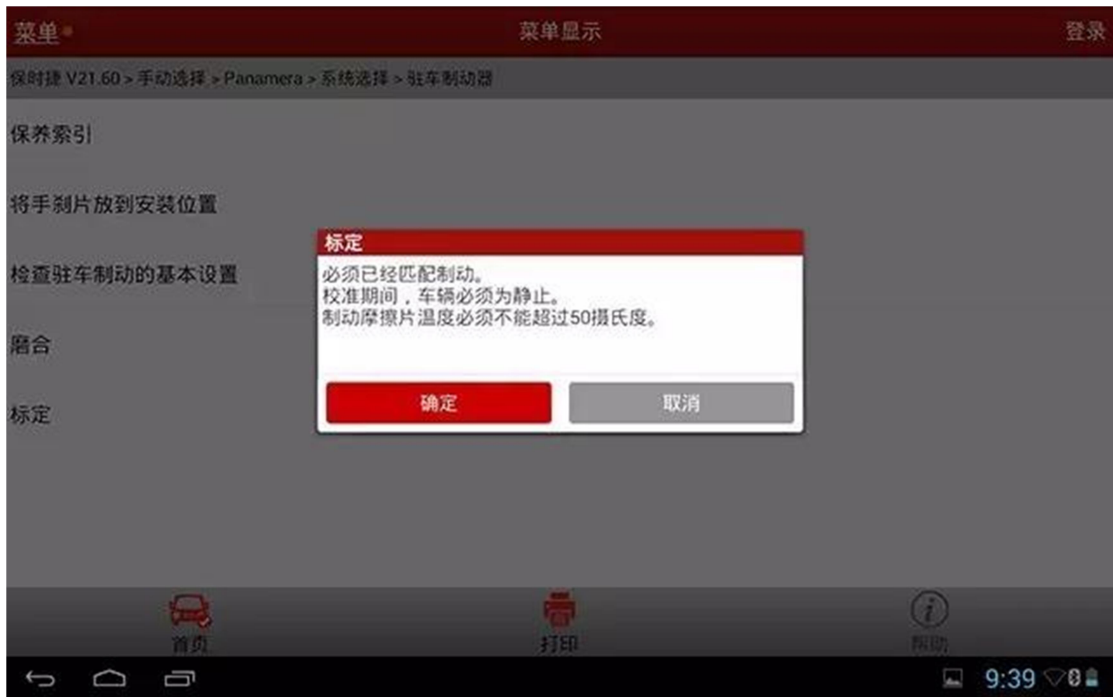 菜单
菜单显示
登录
保时捷 V21.60 > 手动选择 > Panamera > 系统选择 > 驻车制动器
保养索引
将手刹片放到安装位置
检查驻车制动的基本设置
磨合
标定
标定
必须已经匹配制动。
校准期间，车辆必须为静止。
制动摩擦片温度必须不能超过50摄氏度。
确定
取消
首页
打印
帮助
9:39